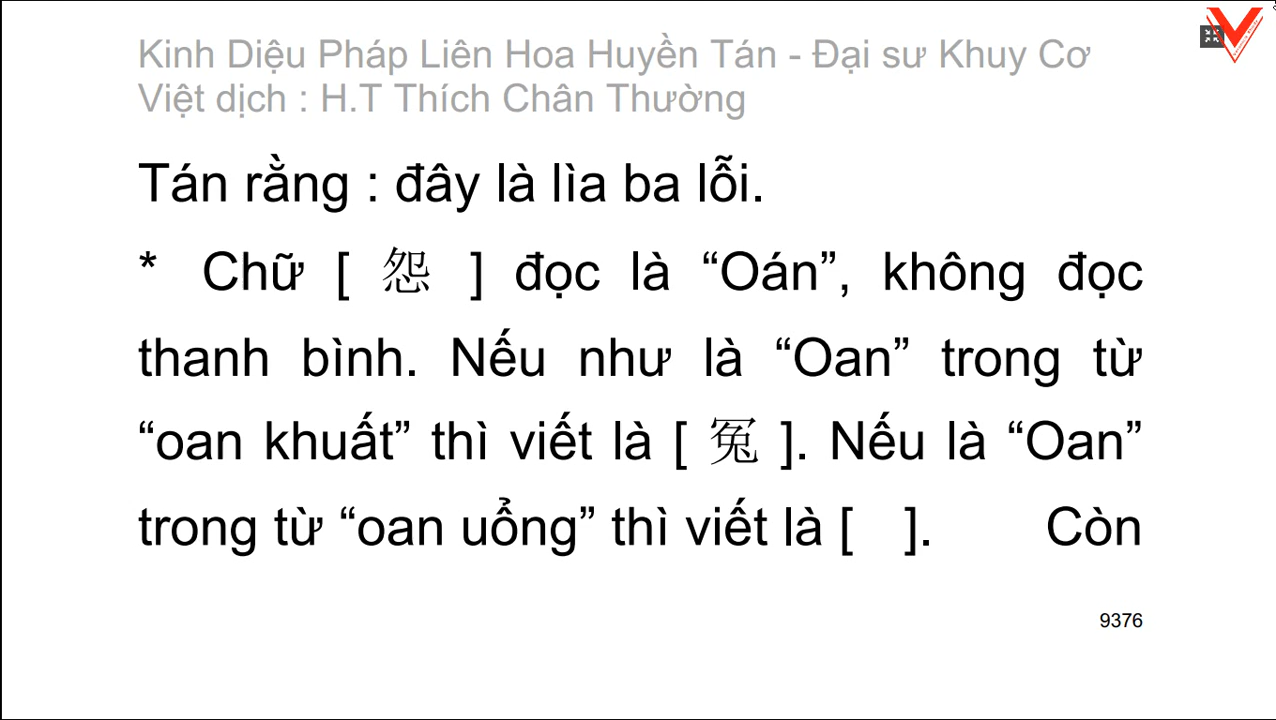 Kinh Diệu Pháp Liên Hoa Huyền Tán - Đại sư Khuy Cơ
Việt dịch : H.T Thích Chân Thường
Tán rằng : đây là lìa ba lỗi.
* Chữ [ 怨 ] đọc là “Oán”, không đọc
thanh bình. Nếu như là “Oan” trong từ
“oan khuất” thì viết là [ 冤 ]. Nếu là “Oan”
trong từ “oan uổng” thì viết là [ ]. Còn
9376